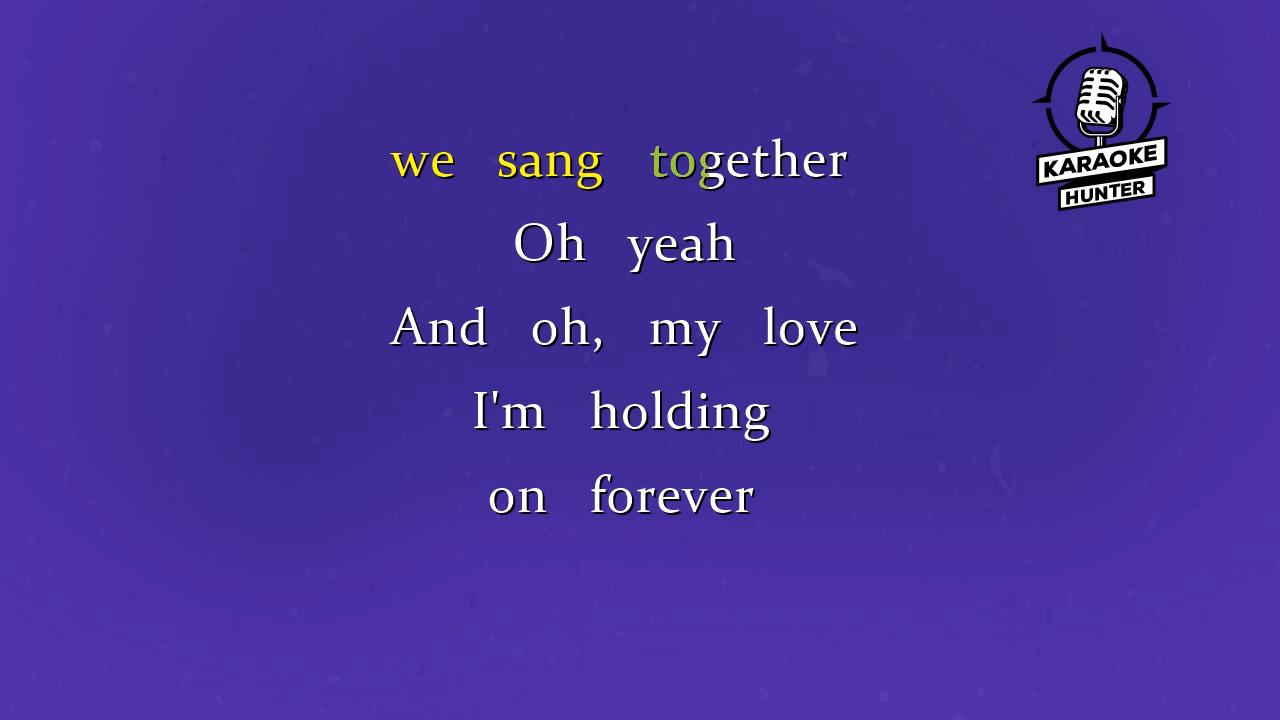 KARAOKE
HUNTER
we sang together
Oh yeah
And oh, my love
I'm holding
on forever